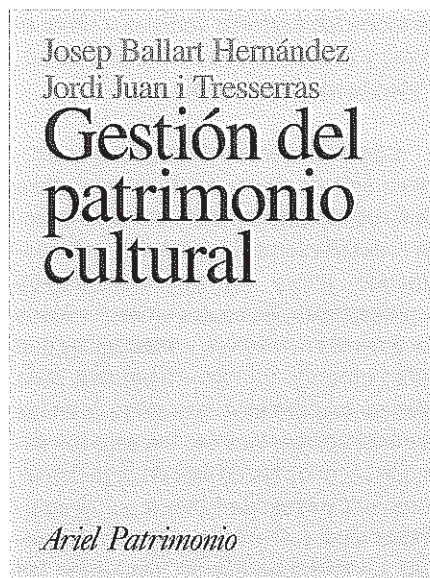 Josep Ballart Hernández
Jordi Juan i Tresserras
Gestión del
patrimonio
cultural
Ariel Patrimonio